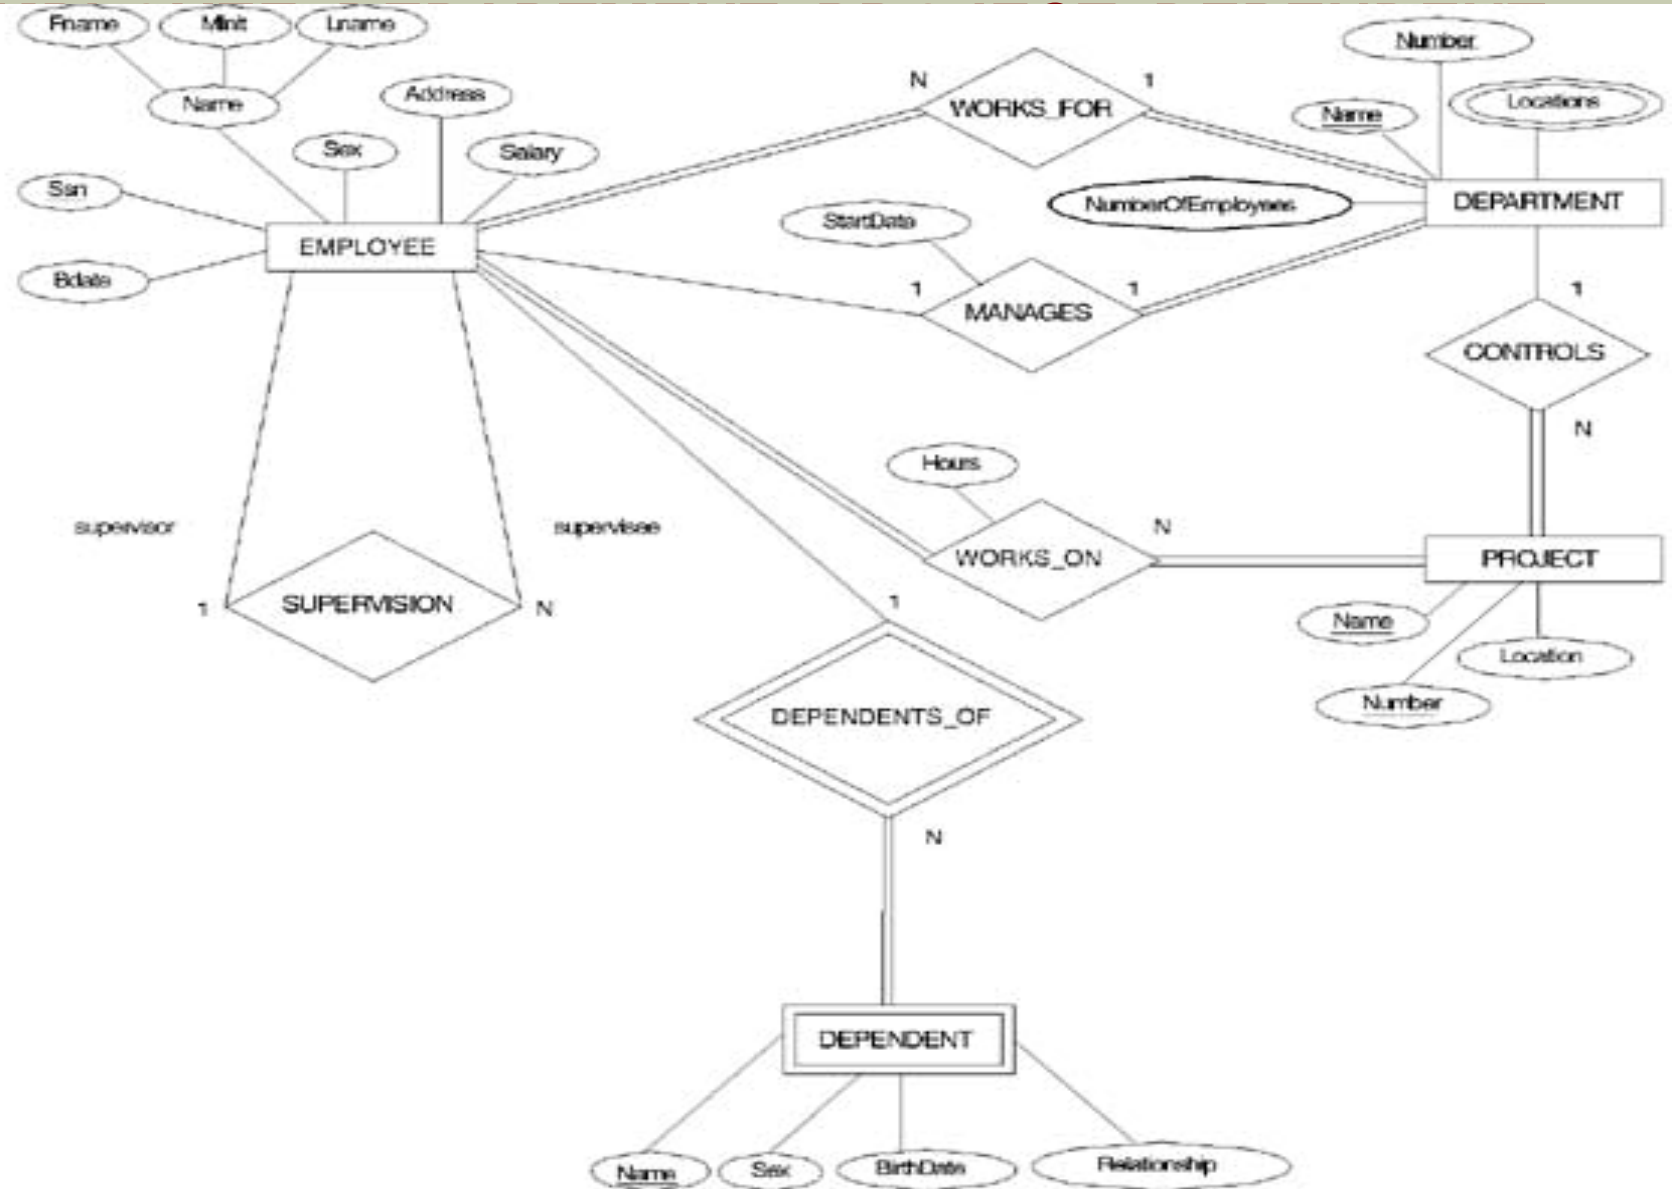 Fname
Minit
Lname
Name
Address
Sex
Salary
Ssn
Bdate
EMPLOYEE
N
WORKS_FOR
1
Number
Name
Locations
NumberOfEmployees
DEPARTMENT
StartDate
1
MANAGES
1
1
CONTROLS
N
supervisor
supervisee
1
SUPERVISION
N
Hours
WORKS_ON
N
PROJECT
Name
Location
Number
1
DEPENDENTS_OF
N
DEPENDENT
Name
Sex
BirthDate
Relationship